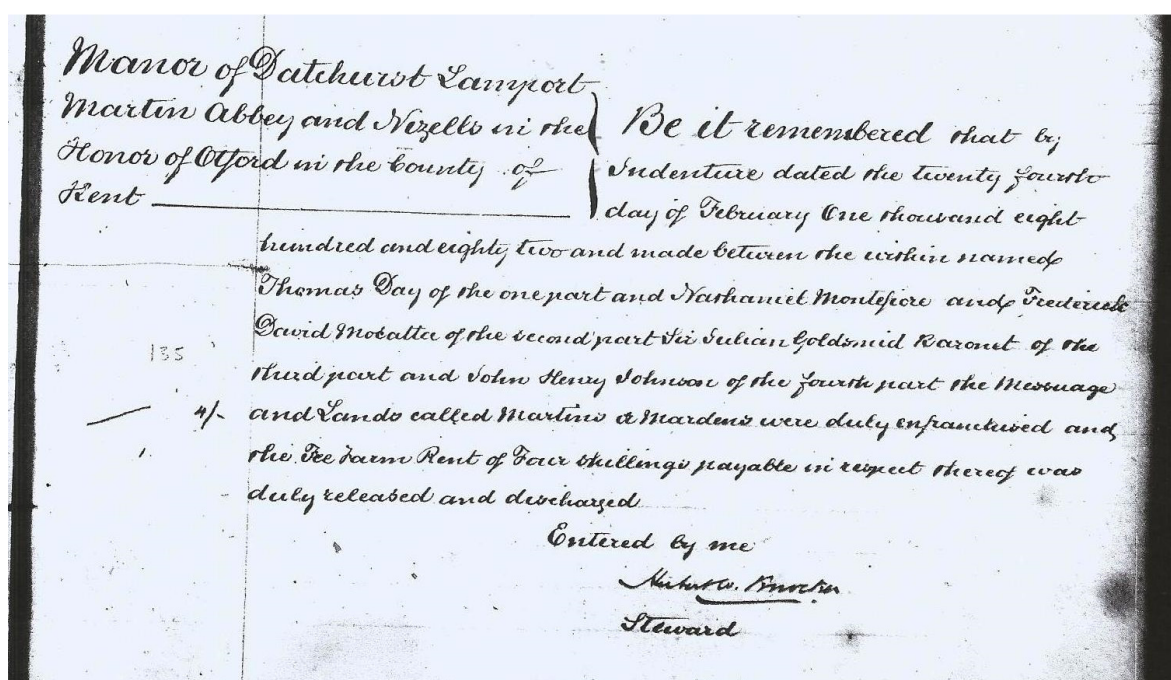 Manor of Datchurst Lamport
Martin Abbey and Nizells in the
Honor of Otford in the County of
Kent
Be it remembered that by
Indenture dated the twenty fourth
day of February One thousand eight
hundred and eighty two and made between the within named
Thomas Day of the one part and Nathaniel Montefiore and Frederick
David Mocatta of the second part Sir Julian Goldsmid Baronet of the
135
third part and John Henry Johnson of the fourth part the Messuage
4/- and Lands called Martins & Mardens were duly enfranchised and
the Fee Farm Rent of Four shillings payable in respect thereof was
duly released and discharged
Entered by me
Herbert W. Knocker
Steward